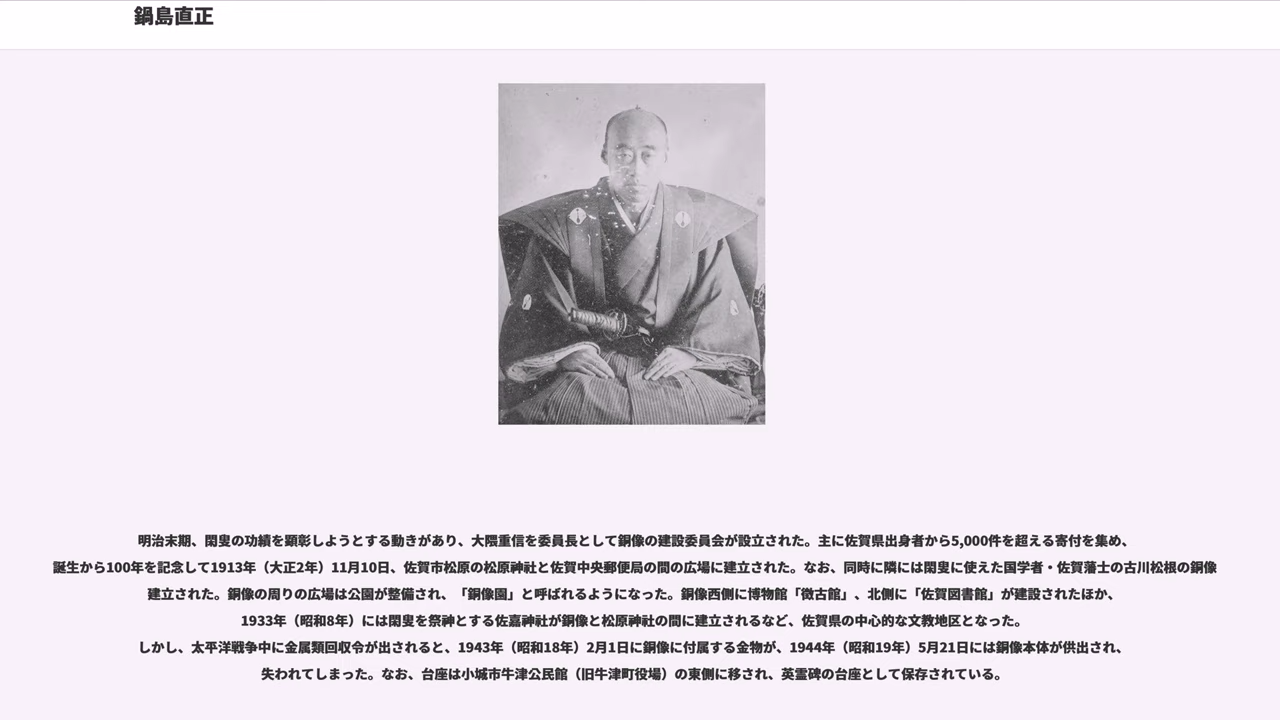 鍋島直正
明治末期、閑叟の功績を顕彰しようとする動きがあり、大隈重信を委員長として銅像の建設委員会が設立された。主に佐賀県出身者から5,000件を超える寄付を集め、
誕生から100年を記念して1913年（大正2年）11月10日、佐賀市松原の松原神社と佐賀中央郵便局の間の広場に建立された。なお、同時に隣には閑叟に使えた国学者・佐賀藩士の古川松根の銅像
建立された。銅像の周りの広場は公園が整備され、「銅像園」と呼ばれるようになった。銅像西側に博物館「徴古館」、北側に「佐賀図書館」が建設されたほか、
1933年（昭和8年）には閑叟を祭神とする佐嘉神社が銅像と松原神社の間に建立されるなど、佐賀県の中心的な文教地区となった。
しかし、太平洋戦争中に金属類回収令が出されると、1943年（昭和18年）2月1日に銅像に付属する金物が、1944年（昭和19年）5月21日には銅像本体が供出され、
失われてしまった。なお、台座は小城市牛津公民館（旧牛津町役場）の東側に移され、英霊碑の台座として保存されている。